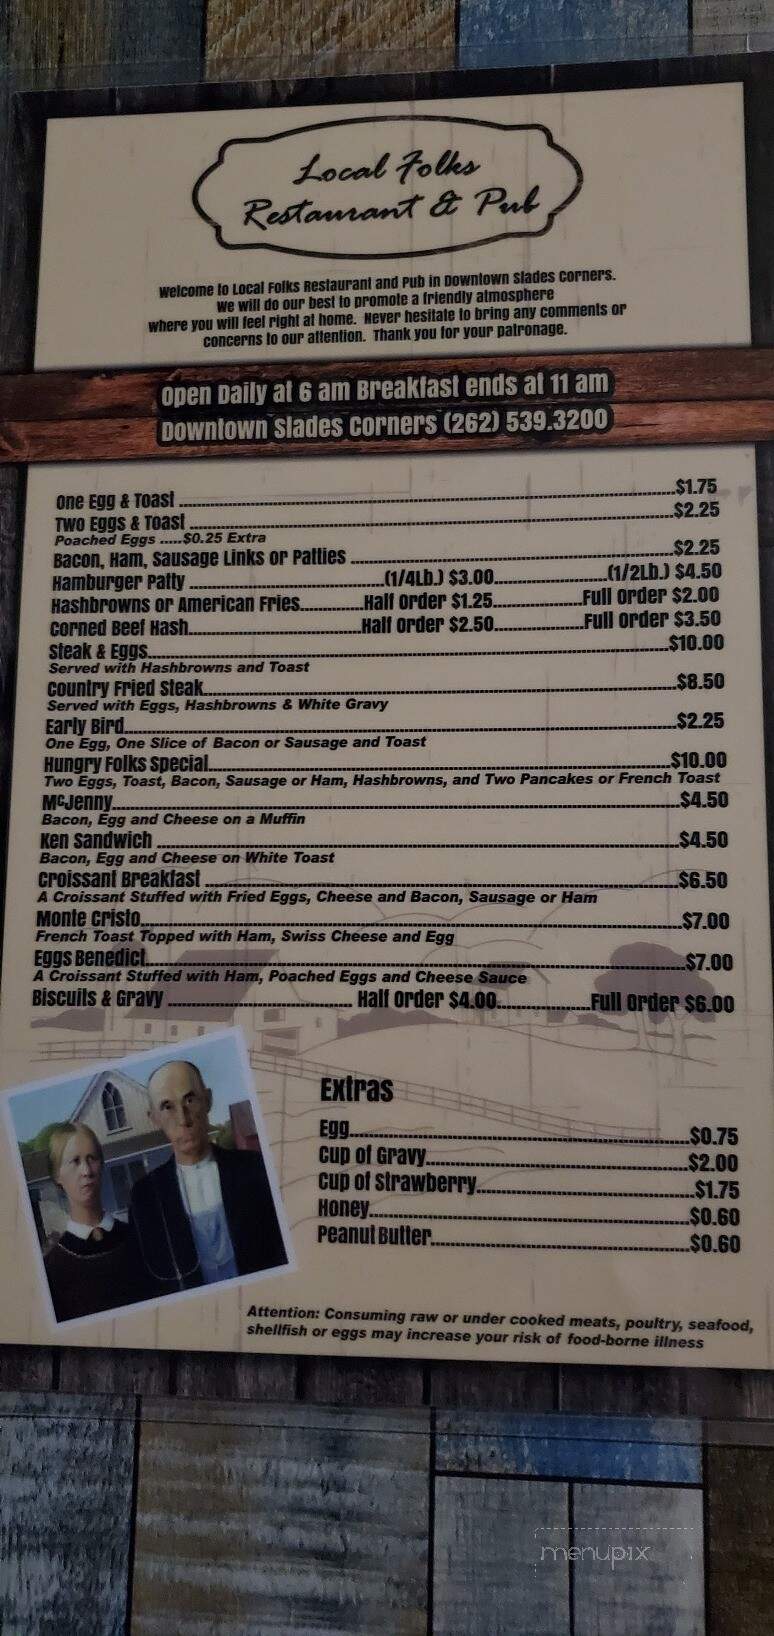 Local Folks
Restaurant & Pub
Welcome to Local Folks Restaurant and Pub in Downtown Slades Corners.
We will do our best to promote a friendly atmosphere
where you will feel right at home. Never hesitate to bring any comments or
concerns to our attention. Thank you for your patronage.
Open Daily at 6 am Breakfast ends at 11 am
Downtown Slades Corners (262) 539.3200
One Egg & Toast $1.75
Two Eggs & Toast $2.25
Poached Eggs .....$0.25 Extra
Bacon, Ham, Sausage Links or Patties $2.25
Hamburger Patty (1/4Lb.) $3.00 (1/2Lb.) $4.50
Hashbrowns or American Fries Half Order $1.25 Full Order $2.00
Corned Beef Hash Half Order $2.50 Full Order $3.50
Steak & Eggs $10.00
Served with Hashbrowns and Toast
Country Fried Steak $8.50
Served with Eggs, Hashbrowns & White Gravy
Early Bird $2.25
One Egg, One Slice of Bacon or Sausage and Toast
Hungry Folks Special $10.00
Two Eggs, Toast, Bacon, Sausage or Ham, Hashbrowns, and Two Pancakes or French Toast
McJenny $4.50
Bacon, Egg and Cheese on a Muffin
Ken Sandwich $4.50
Bacon, Egg and Cheese on White Toast
Croissant Breakfast $6.50
A Croissant Stuffed with Fried Eggs, Cheese and Bacon, Sausage or Ham
Monte Cristo $7.00
French Toast Topped with Ham, Swiss Cheese and Egg
Eggs Benedict $7.00
A Croissant Stuffed with Ham, Poached Eggs and Cheese Sauce
Biscuits & Gravy Half Order $4.00 Full Order $6.00
Extras
Egg $0.75
Cup of Gravy $2.00
Cup of Strawberry $1.75
Honey $0.60
Peanut Butter $0.60
Attention: Consuming raw or under cooked meats, poultry, seafood,
shellfish or eggs may increase your risk of food-borne illness
menupix